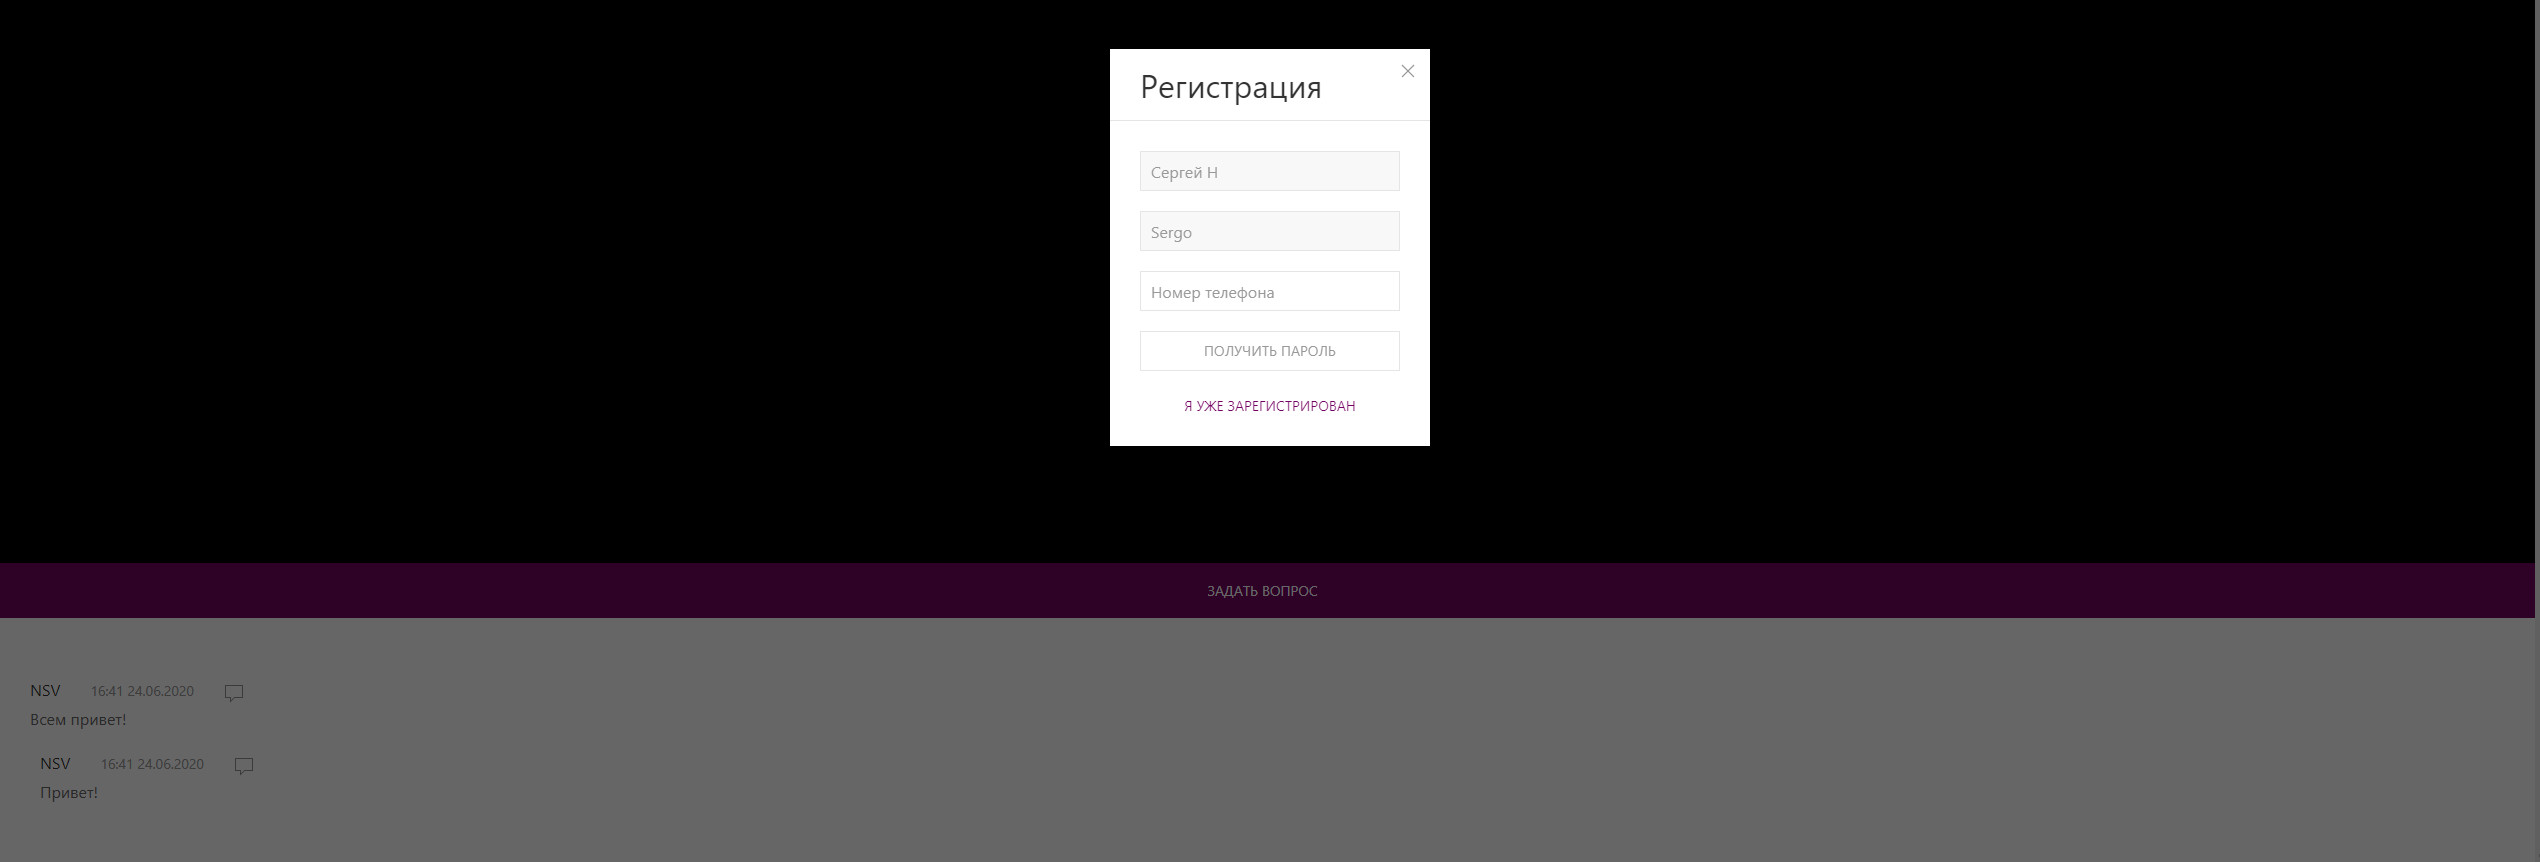 Регистрация
Сергей Н
Sergo
Номер телефона
ПОЛУЧИТЬ ПАРОЛЬ
Я УЖЕ ЗАРЕГИСТРИРОВАН
ЗАДАТЬ ВОПРОС
NSV 16:41 24.06.2020
Всем привет!
NSV 16:41 24.06.2020
Привет!